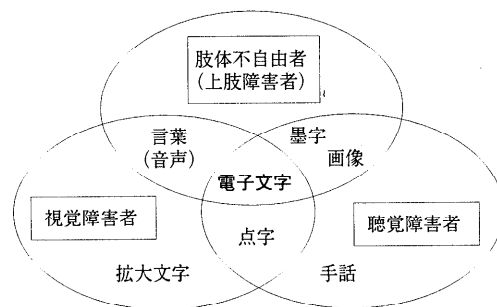 肢体不自由者
(上肢障害者)
言葉
(音声)
墨字
画像
電子文字
視覚障害者
聴覚障害者
点字
拡大文字
手話